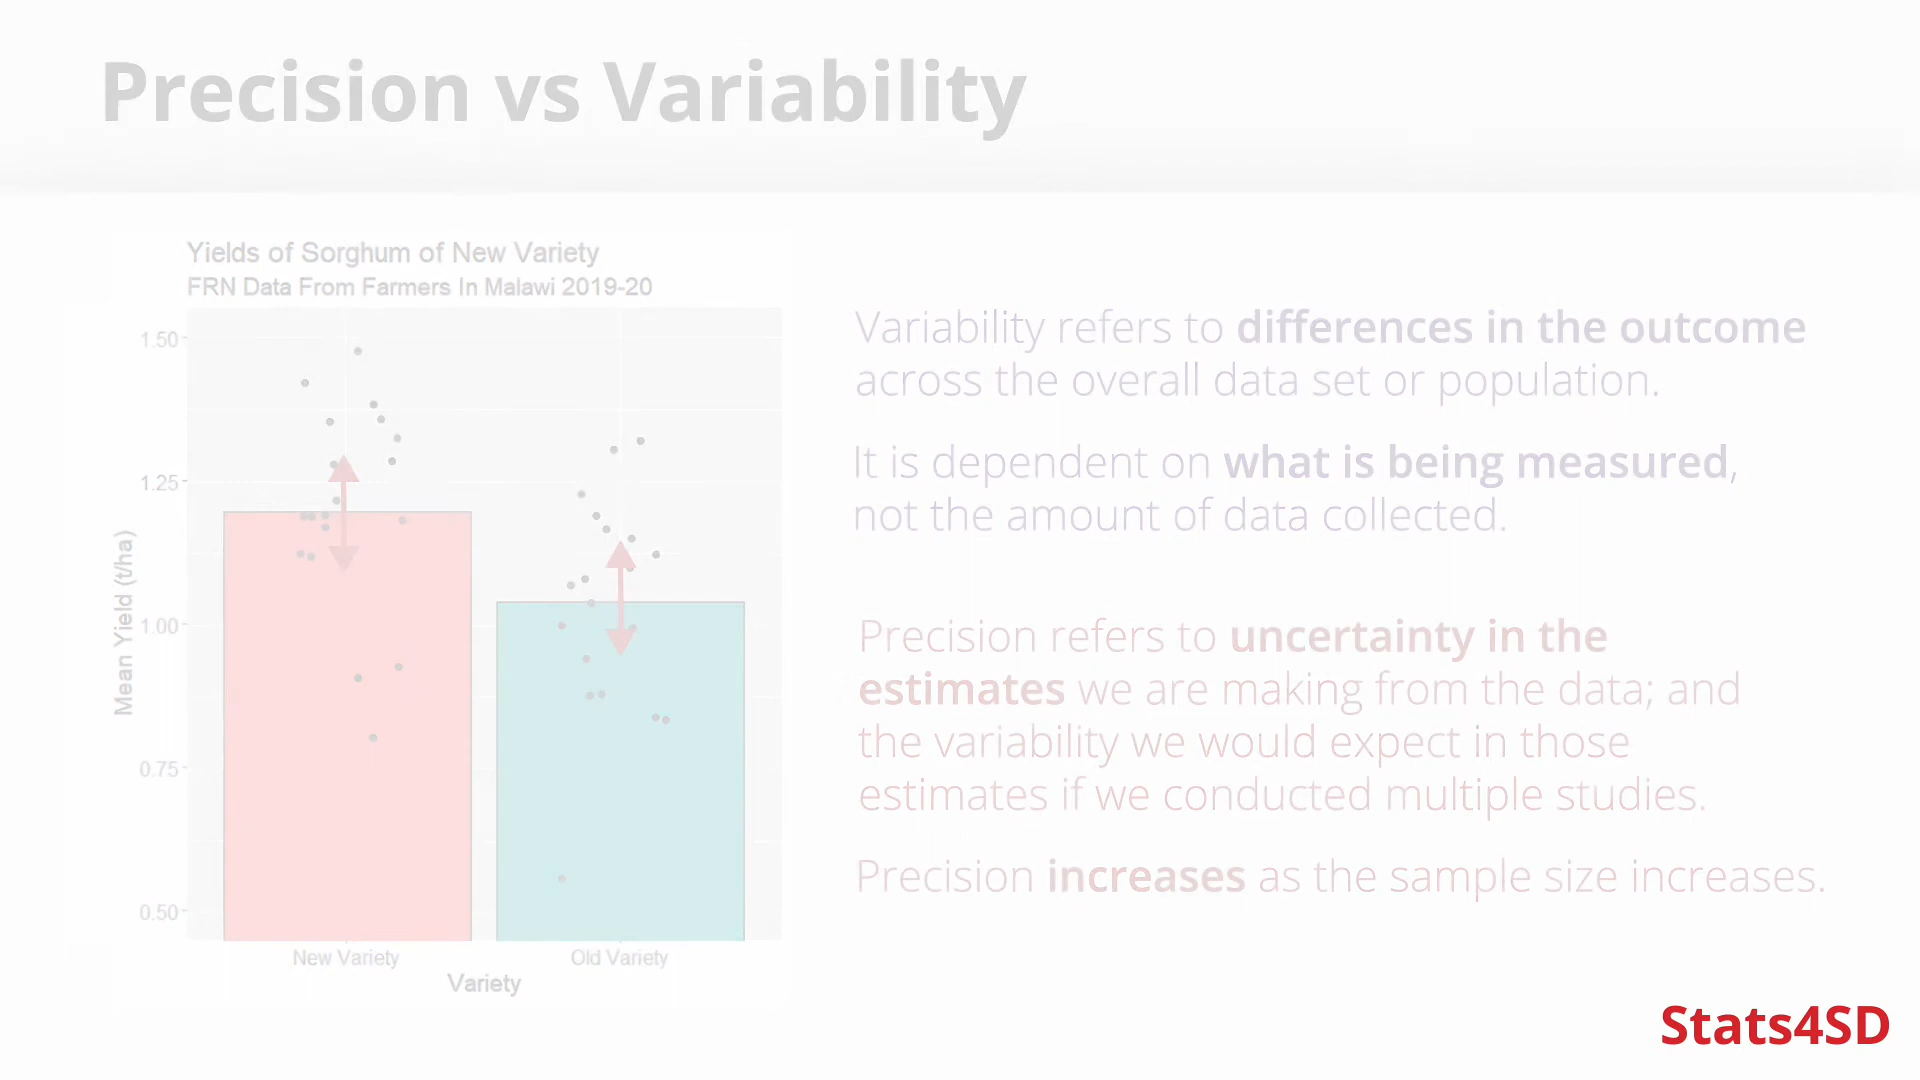 Precision vs Variability
Yields of Sorghum of New Variety
FRN Data From Farmers In Malawi 2019-20
1.50
1.25
1.00
0.75
0.50
Mean Yield (t/ha)
New Variety
Old Variety
Variety
Variability refers to differences in the outcome
across the overall data set or population.
It is dependent on what is being measured,
not the amount of data collected.
Precision refers to uncertainty in the
estimates we are making from the data; and
the variability we would expect in those
estimates if we conducted multiple studies.
Precision increases as the sample size increases.
Stats4SD